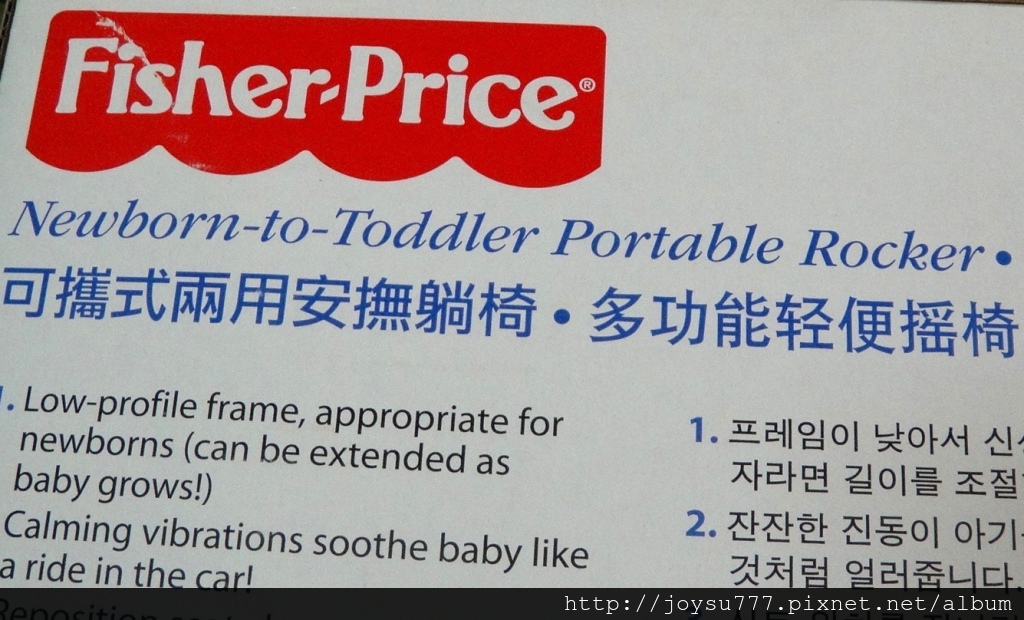 Fisher-Price®
Newborn-to-Toddler Portable Rocker •
可攜式兩用安撫躺椅 • 多功能轻便摇椅
1. Low-profile frame, appropriate for
newborns (can be extended as
baby grows!)
Calming vibrations soothe baby like
a ride in the car!
1. 프레임이 낮아서
자라면 길이를 조절
2. 잔잔한 진동이 아기
것처럼 얼러줍니다.
http://joysu777.pixnet.net/album